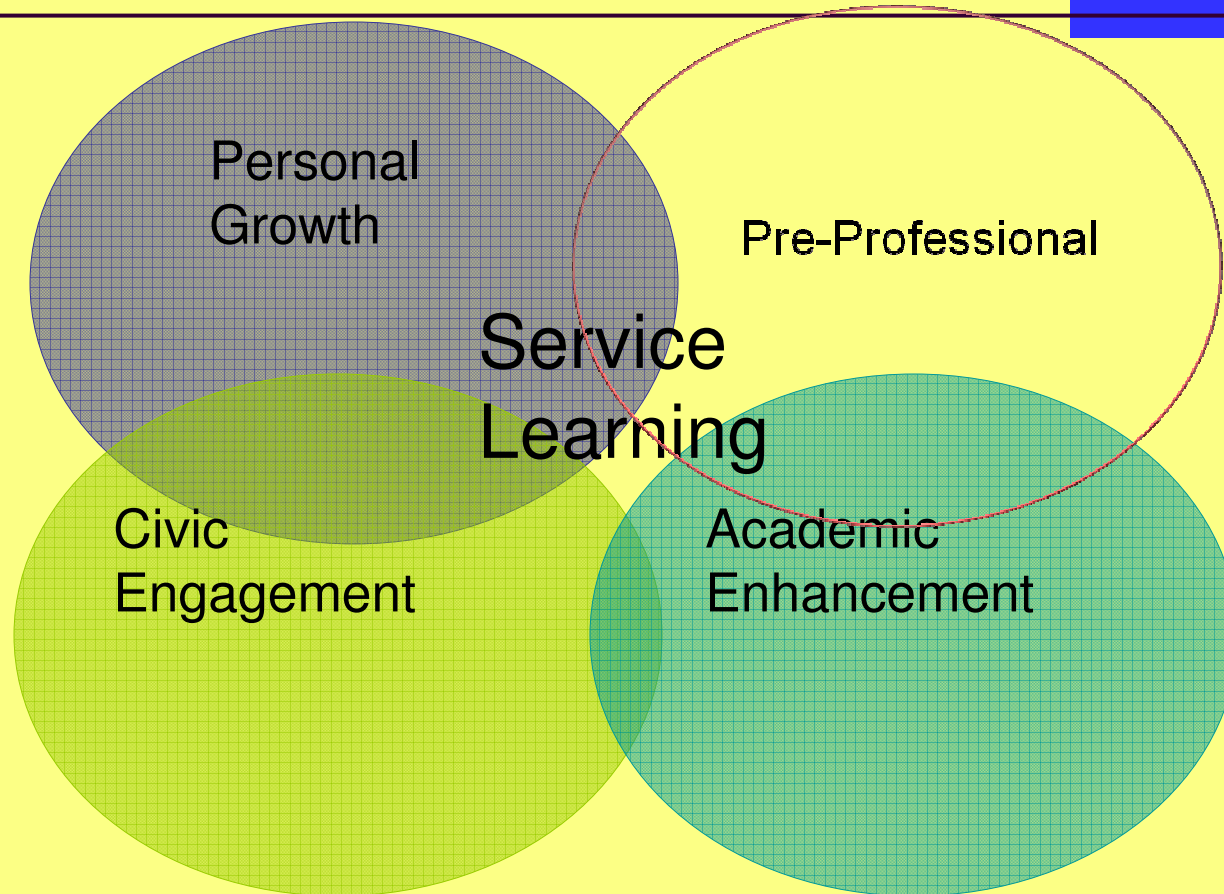 Personal
Growth
Pre-Professional
Service
Learning
Civic
Engagement
Academic
Enhancement